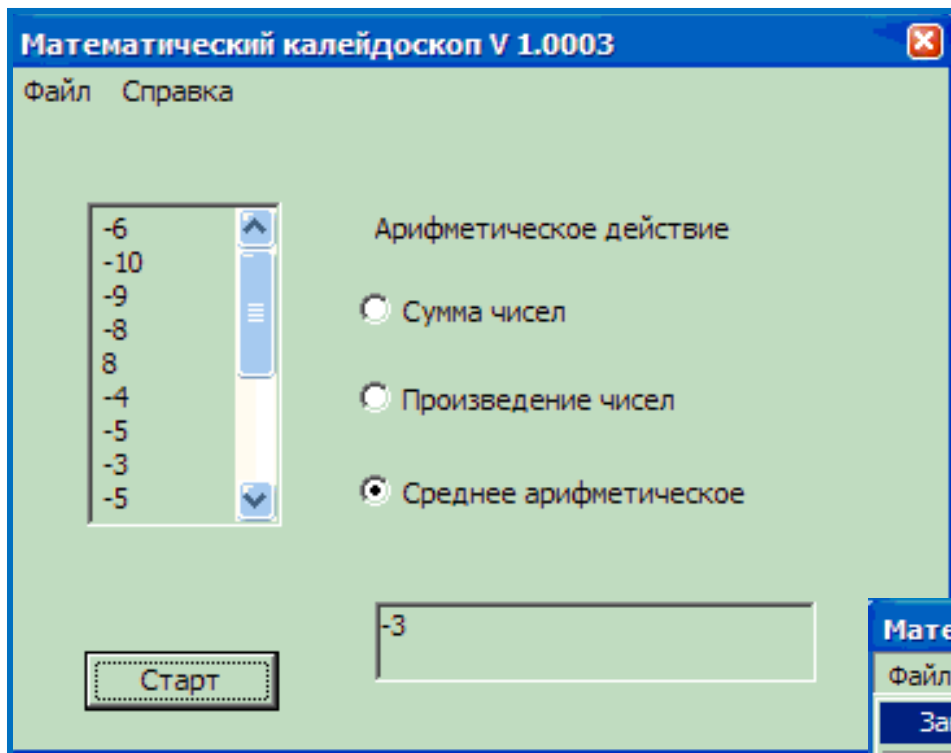 Математический калейдоскоп V 1.0003
Файл Справка
-6
-10
-9
-8
8
-4
-5
-3
-5
Арифметическое действие
Сумма чисел
Произведение чисел
Среднее арифметическое
-3
Старт
Файл